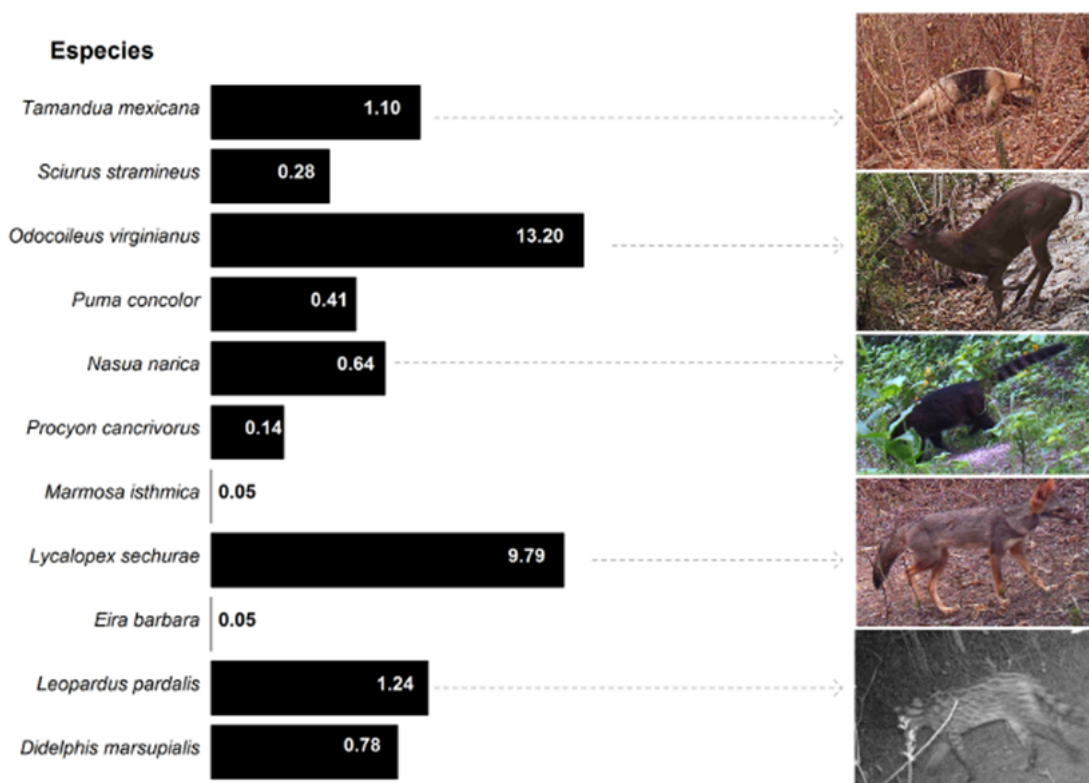 Especies
Tamandua mexicana 1.10
Sciurus stramineus 0.28
Odocoileus virginianus 13.20
Puma concolor 0.41
Nasua narica 0.64
Procyon cancrivorus 0.14
Marmosa isthmica 0.05
Lycalopex sechurae 9.79
Eira barbara 0.05
Leopardus pardalis 1.24
Didelphis marsupialis 0.78